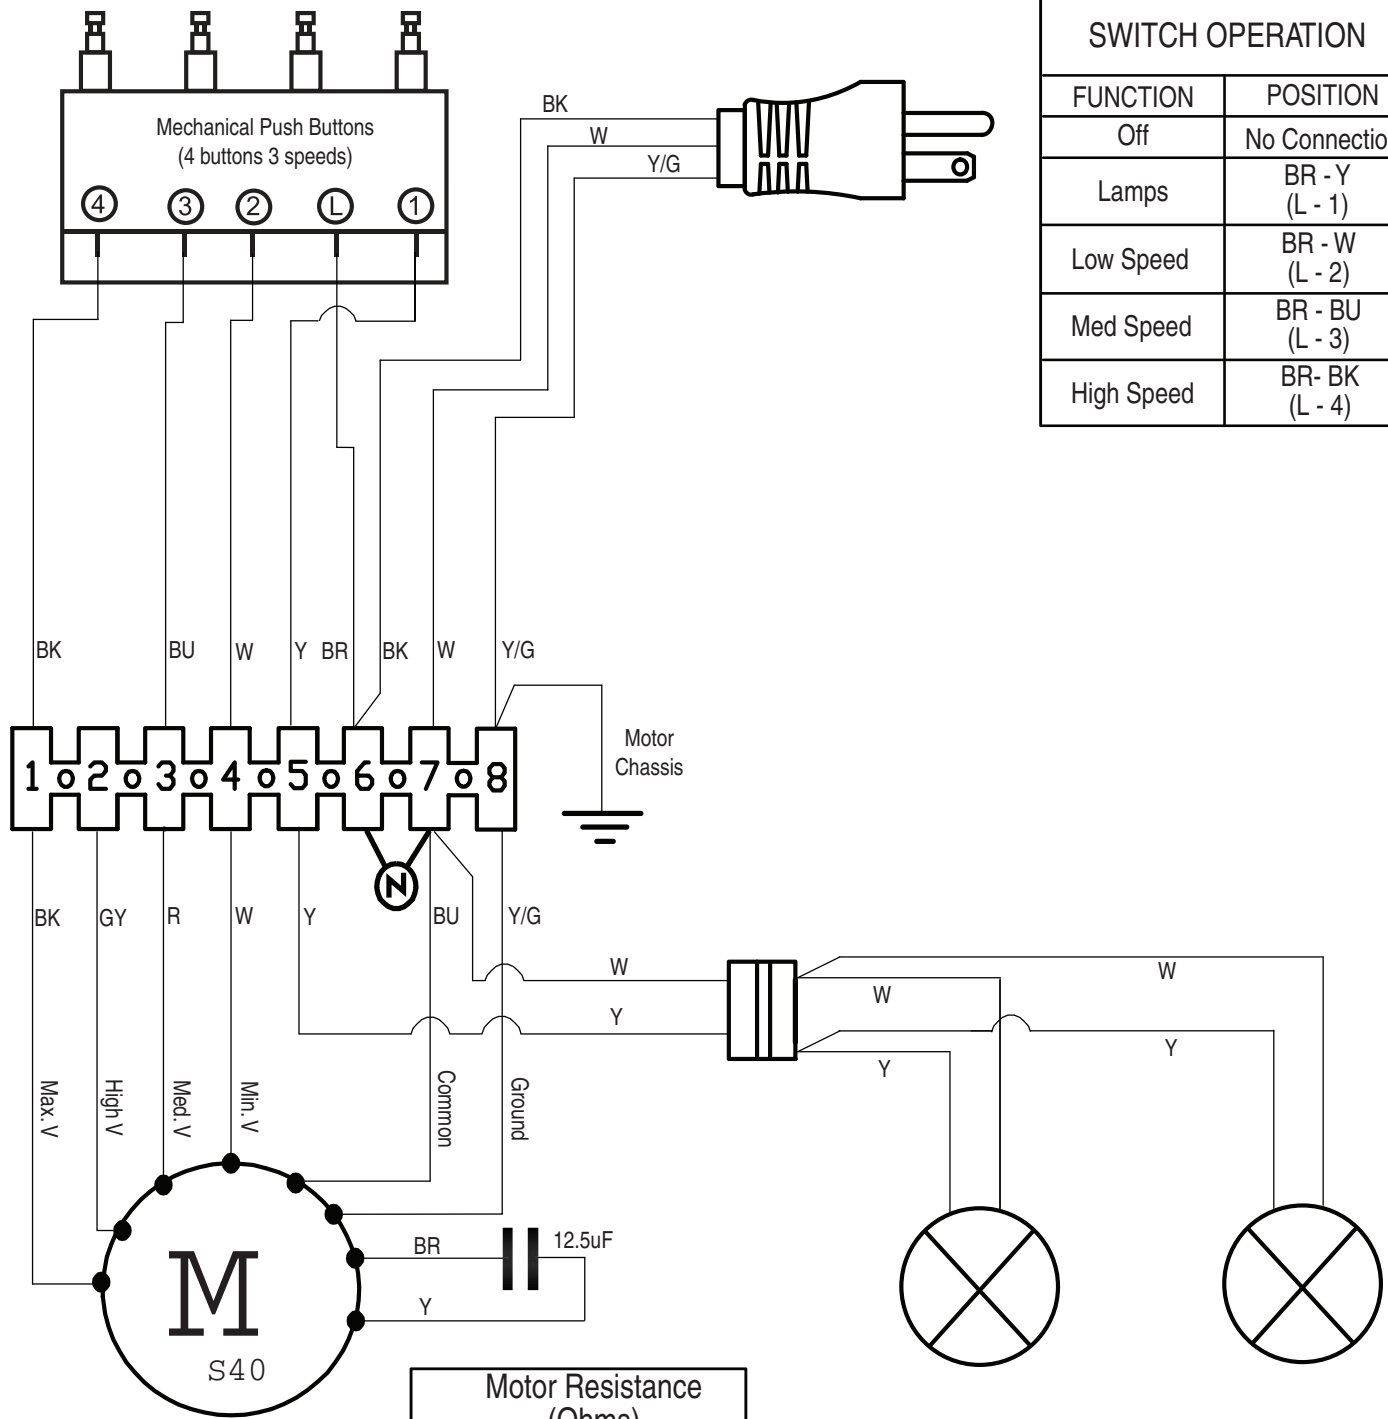 SWITCH OPERATION
FUNCTION POSITION
Off No Connectio
Lamps BR - Y
(L - 1)
Low Speed BR - W
(L - 2)
Med Speed BR - BU
(L - 3)
High Speed BR- BK
(L - 4)
Mechanical Push Buttons
(4 buttons 3 speeds)
4 3 2 L 1
BK
W
Y/G
BK BU W Y BR BK W Y/G
Motor
Chassis
1 2 3 4 5 6 7 8
N
BK GY R W Y BU Y/G
W
Y
W
W
Y
Y
Max. V
High V
Med. V
Min. V
Common
Ground
BR
12.5uF
Y
M
S40
Motor Resistance
(Ohms)